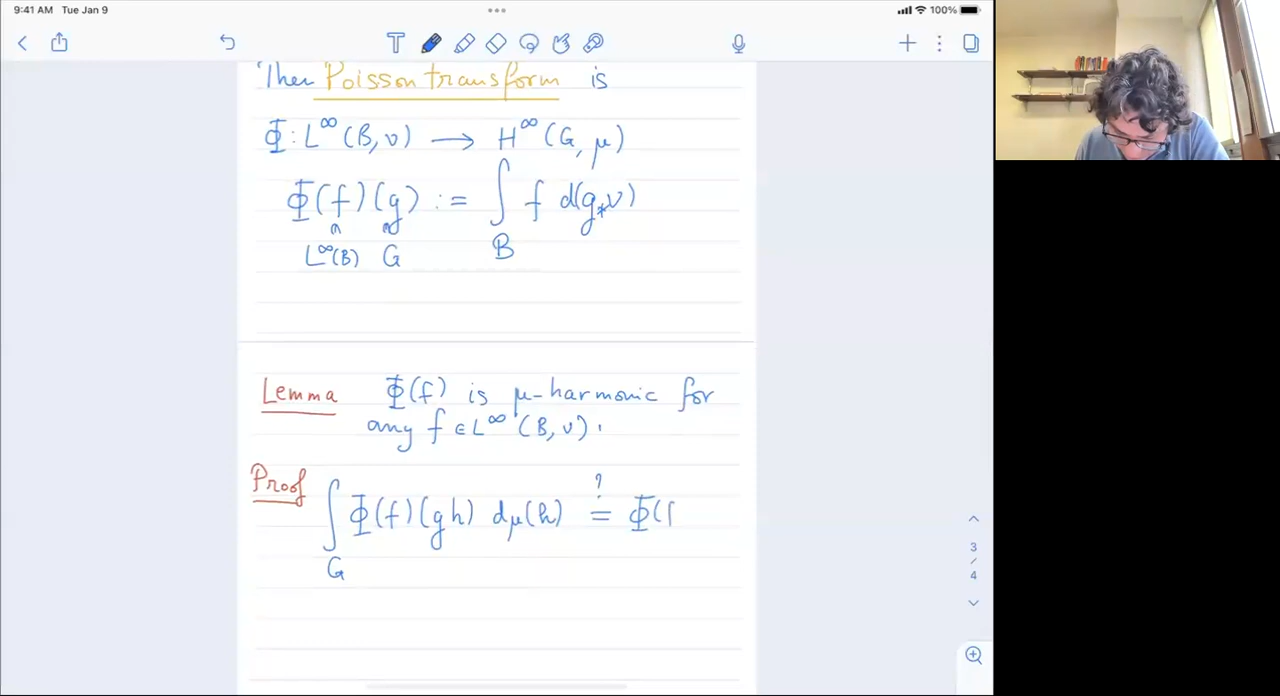 9:41 AM Tue Jan 9
100%
Then Poisson transform is
Φ : L^∞ (B, ν) → H^∞ (G, μ)
Φ(f)(g) := ∫_B f d(g_*ν)
L^∞(B) G
Lemma Φ(f) is μ-harmonic for
any f ∈ L^∞ (B, ν).
Proof ∫_G Φ(f)(gh) dμ(h) ?= Φ(f
3
/
4